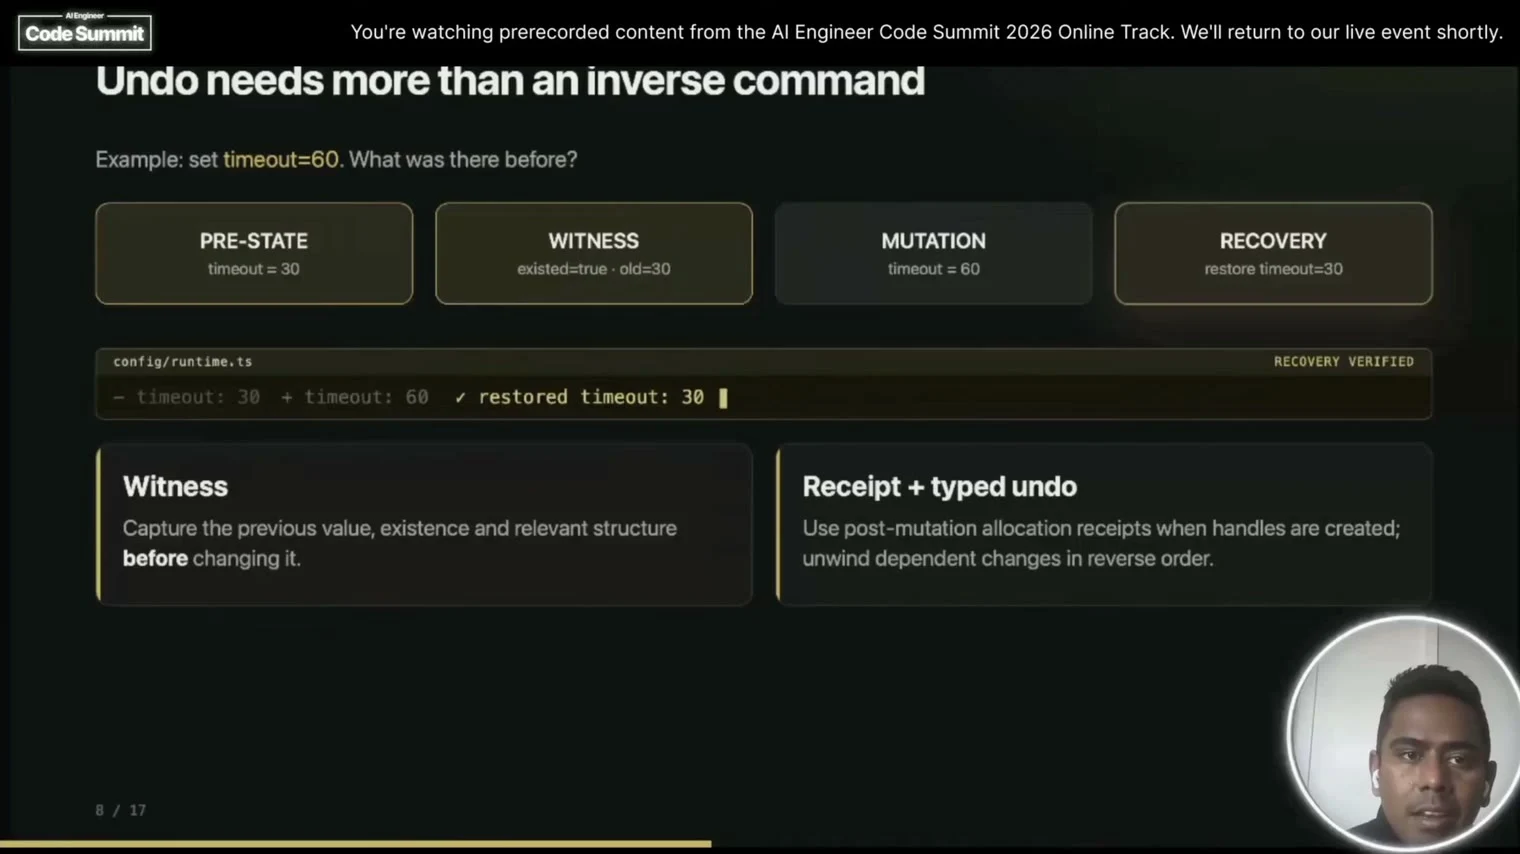 AI Engineer
Code Summit
You're watching prerecorded content from the AI Engineer Code Summit 2026 Online Track. We'll return to our live event shortly.
Undo needs more than an inverse command
Example: set timeout=60. What was there before?
PRE-STATE
timeout = 30
WITNESS
existed=true · old=30
MUTATION
timeout = 60
RECOVERY
restore timeout=30
config/runtime.ts
RECOVERY VERIFIED
− timeout: 30 + timeout: 60 ✓ restored timeout: 30
Witness
Capture the previous value, existence and relevant structure
before changing it.
Receipt + typed undo
Use post-mutation allocation receipts when handles are created;
unwind dependent changes in reverse order.
8 / 17